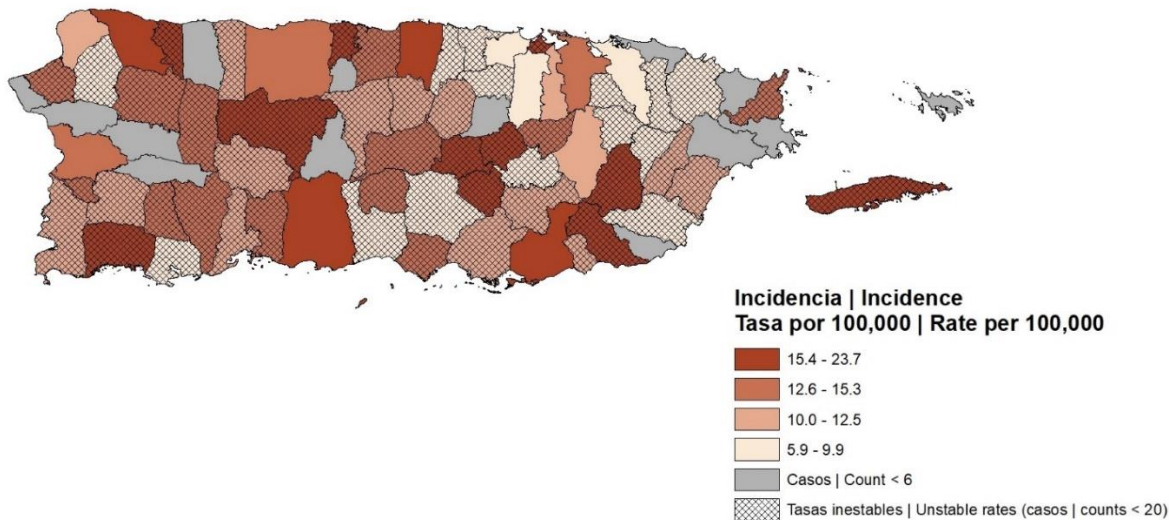 Incidencia | Incidence
Tasa por 100,000 | Rate per 100,000
15.4 - 23.7
12.6 - 15.3
10.0 - 12.5
5.9 - 9.9
Casos | Count < 6
Tasas inestables | Unstable rates (casos | counts < 20)